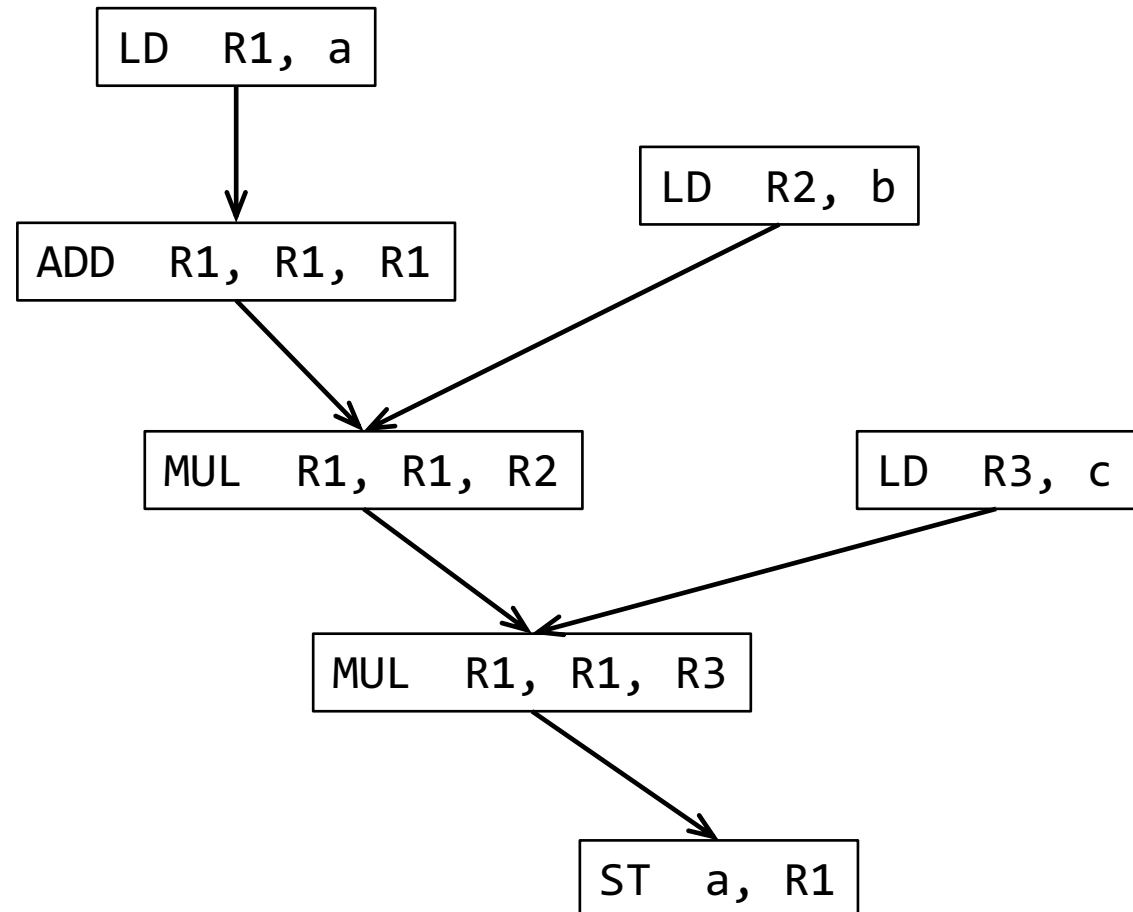 LD R1, a
LD R2, b
ADD R1, R1, R1
MUL R1, R1, R2
LD R3, c
MUL R1, R1, R3
ST a, R1